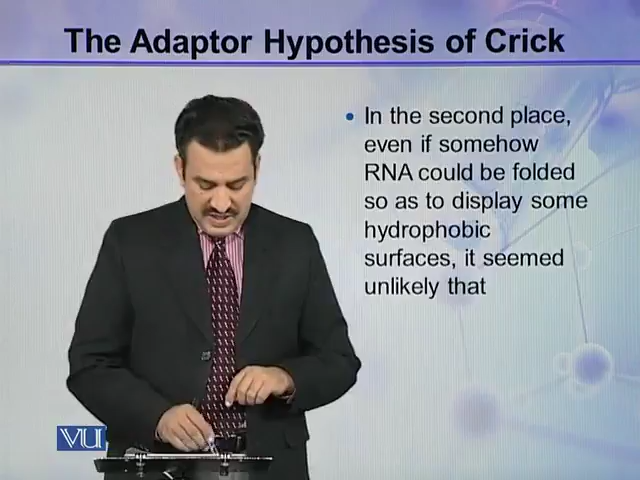 The Adaptor Hypothesis of Crick
• In the second place,
even if somehow
RNA could be folded
so as to display some
hydrophobic
surfaces, it seemed
unlikely that
VU